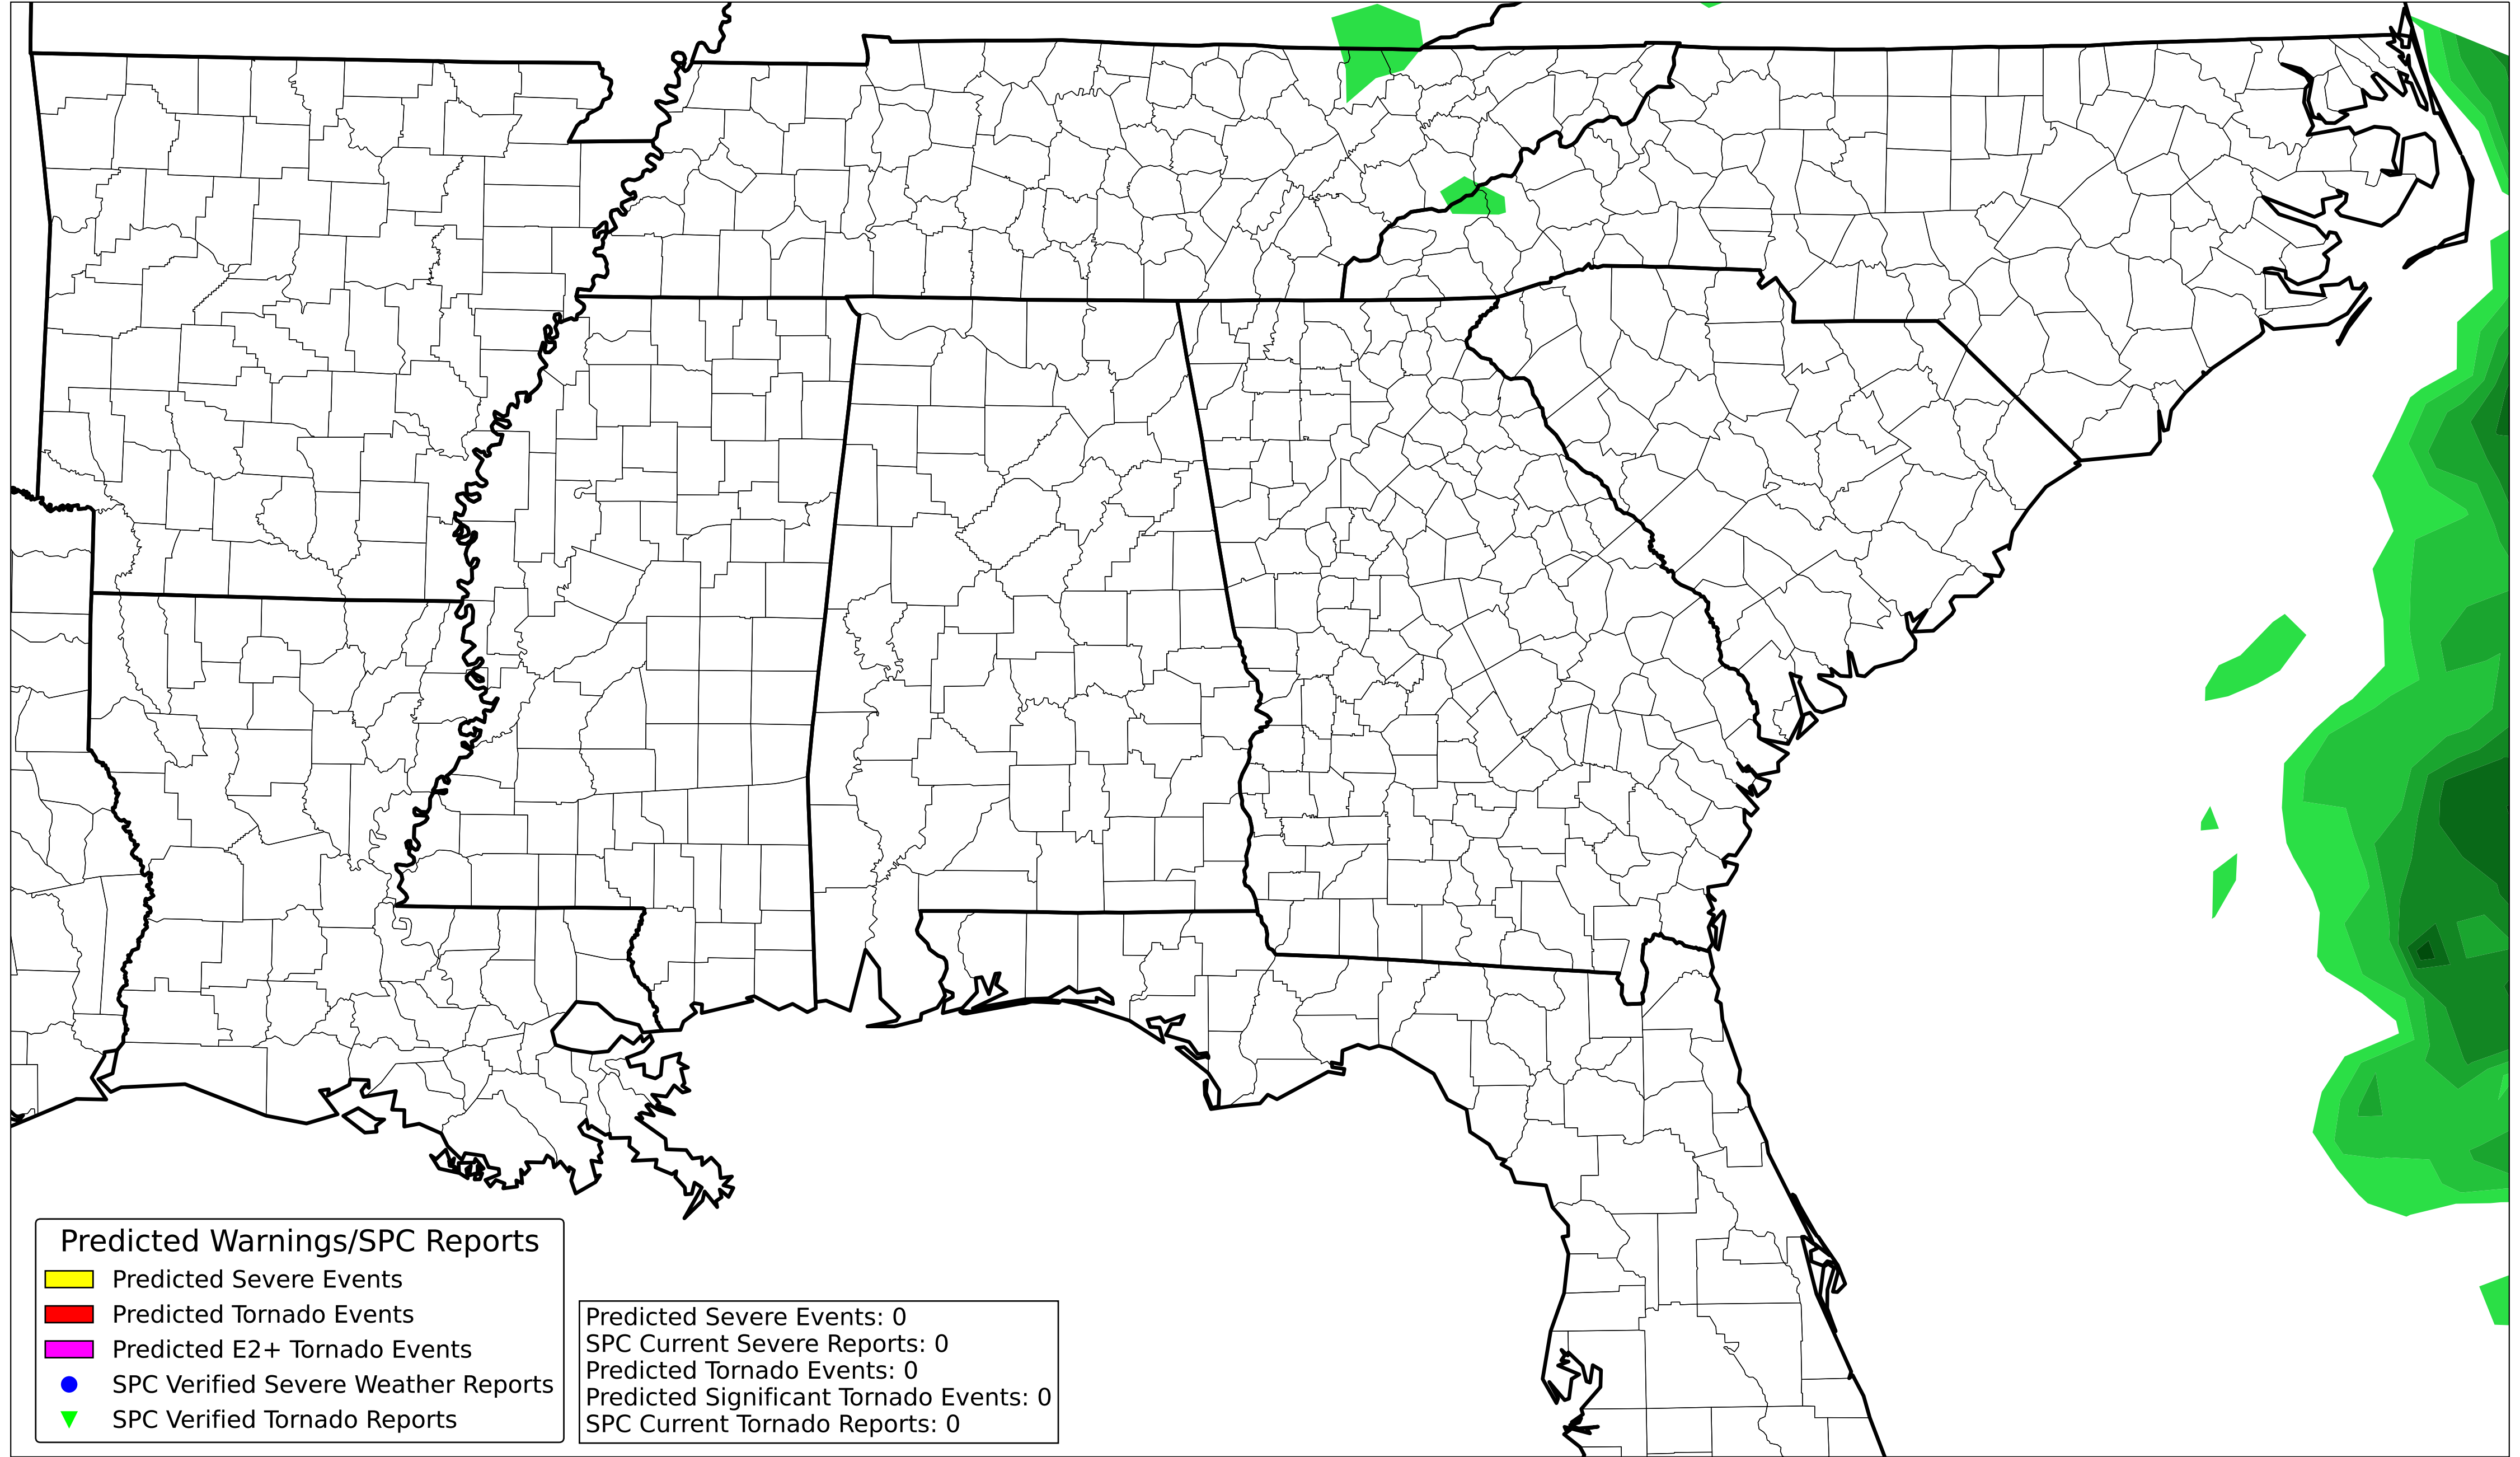 Predicted Warnings/SPC Reports
Predicted Severe Events
Predicted Tornado Events
Predicted E2+ Tornado Events
SPC Verified Severe Weather Reports
SPC Verified Tornado Reports
Predicted Severe Events: 0
SPC Current Severe Reports: 0
Predicted Tornado Events: 0
Predicted Significant Tornado Events: 0
SPC Current Tornado Reports: 0